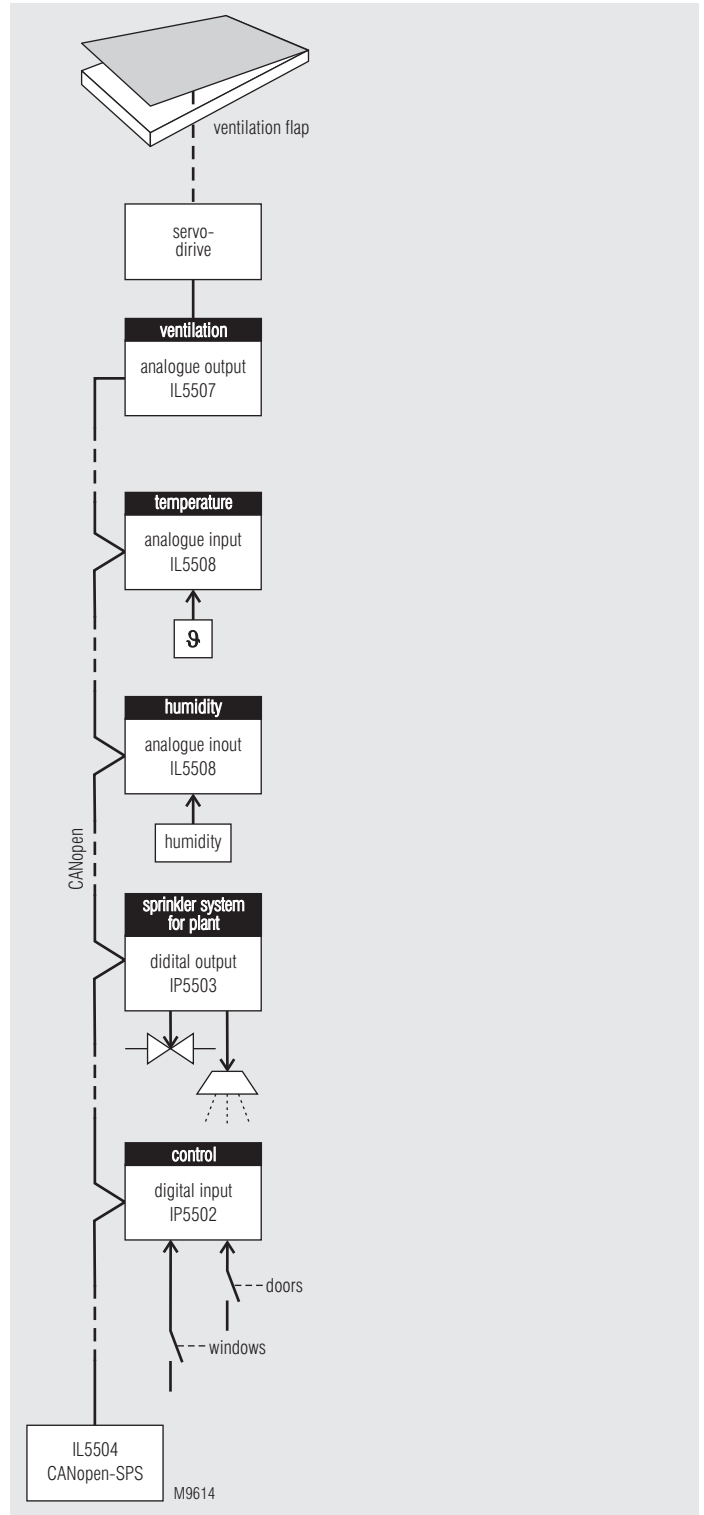 ventilation flap
servo-
dirive
ventilation
analogue output
IL5507
temperature
analogue input
IL5508
ϑ
humidity
analogue inout
IL5508
humidity
CANopen
sprinkler system
for plant
didital output
IP5503
control
digital input
IP5502
doors
windows
IL5504
CANopen-SPS
M9614